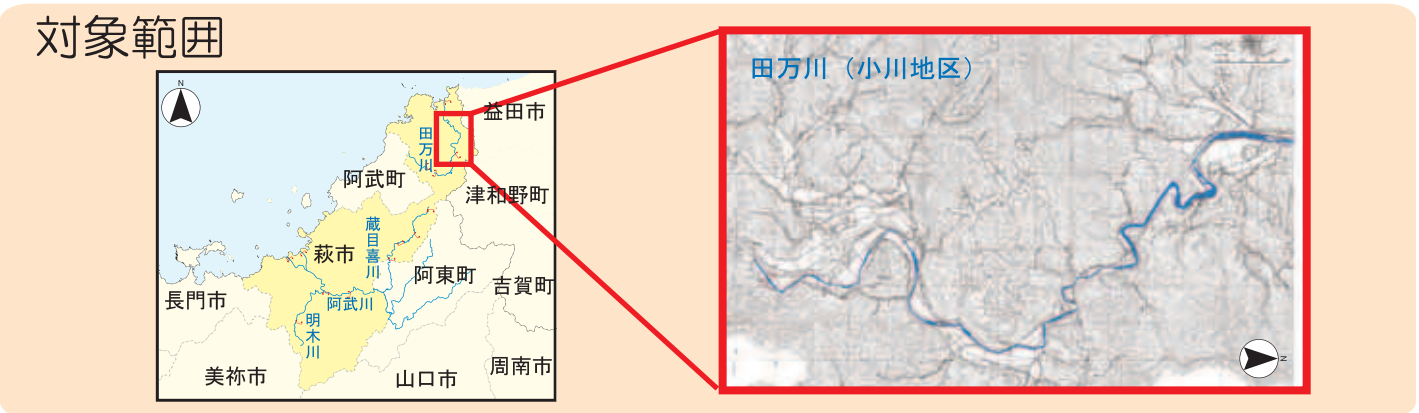 対象範囲
N
益田市
田万川
阿武町
津和野町
蔵目喜川
萩市
阿東町
吉賀町
長門市
阿武川
明木川
周南市
美祢市
山口市
田万川（小川地区）
N